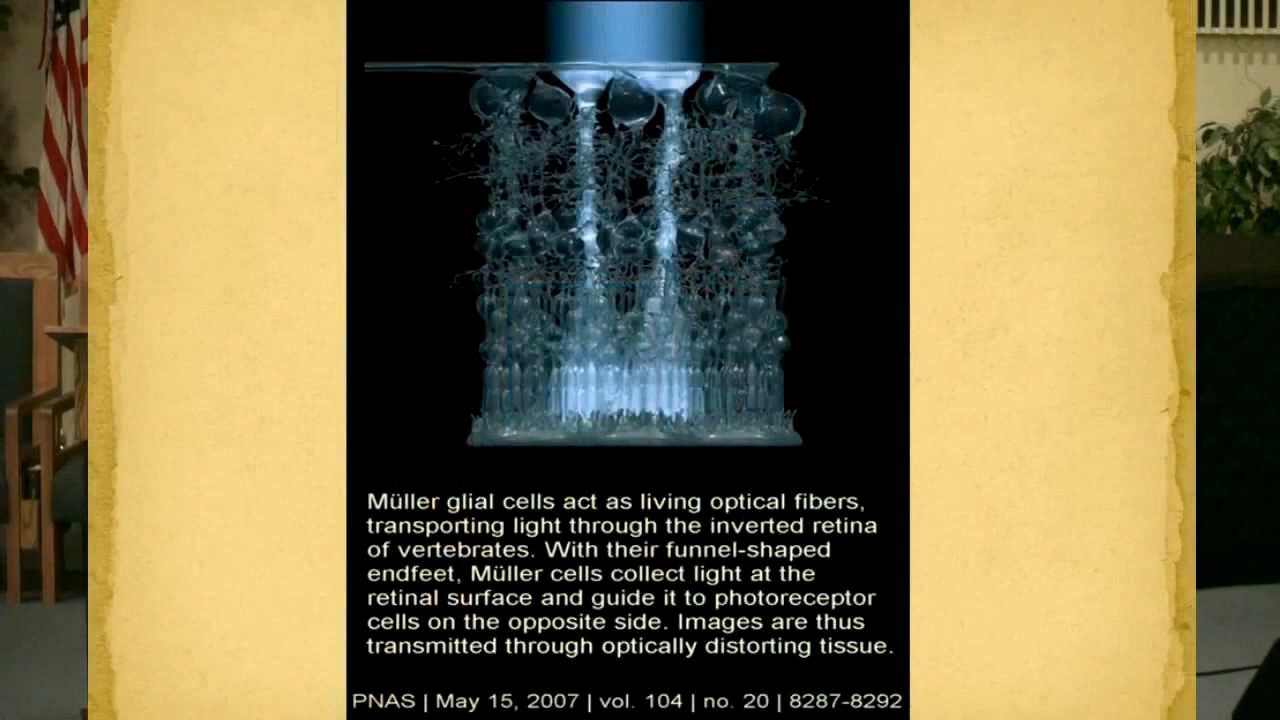 Müller glial cells act as living optical fibers,
transporting light through the inverted retina
of vertebrates. With their funnel-shaped
endfeet, Müller cells collect light at the
retinal surface and guide it to photoreceptor
cells on the opposite side. Images are thus
transmitted through optically distorting tissue.
PNAS | May 15, 2007 | vol. 104 | no. 20 | 8287-8292